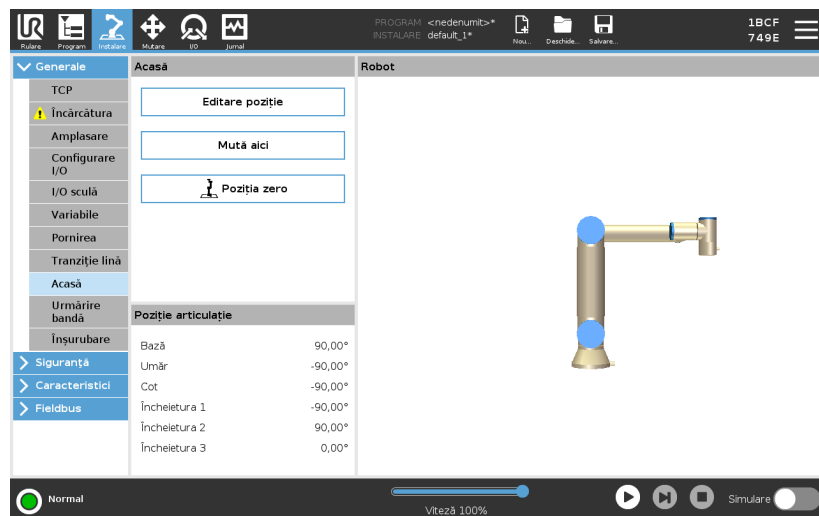 PROGRAM <nedenumit>*
INSTALARE default_1*
1BCF
749E
Rulare Program Instalare Mutare I/O Jurnal
Nou... Deschide... Salvare...
Generale
TCP
Încărcătura
Amplasare
Configurare
I/O
I/O sculă
Variabile
Pornirea
Tranziție lină
Acasă
Urmărire
bandă
Înșurubare
Siguranță
Caracteristici
Fieldbus
Acasă
Editare poziție
Mută aici
Poziția zero
Poziție articulație
Bază 90,00°
Umăr -90,00°
Cot -90,00°
Încheietura 1 -90,00°
Încheietura 2 90,00°
Încheietura 3 0,00°
Robot
Normal
Viteză 100%
Simulare